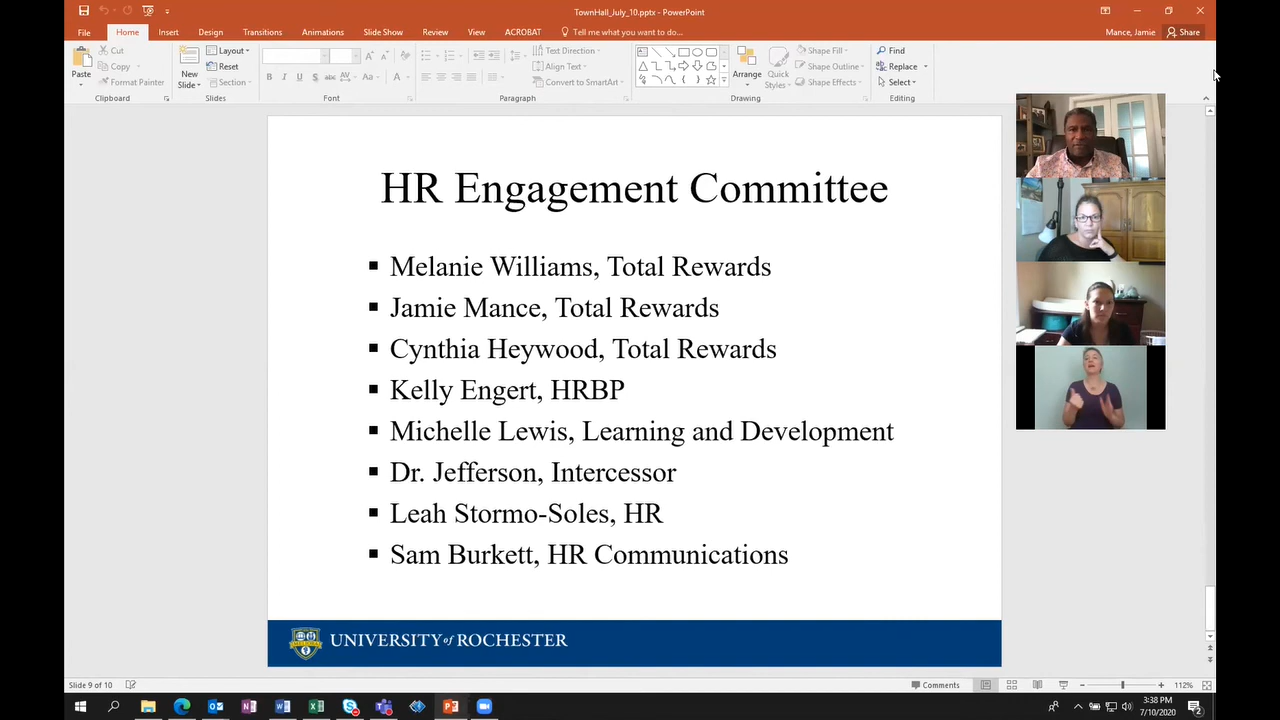 TownHall_July_10.pptx - PowerPoint
File Home Insert Design Transitions Animations Slide Show Review View ACROBAT Tell me what you want to do... Mance, Jamie Share
Paste
Cut
Copy
Format Painter
Clipboard
New Slide
Layout
Reset
Section
Slides
B I U S abc AV Aa A
Font
Text Direction
Align Text
Convert to SmartArt
Paragraph
Arrange
Quick Styles
Shape Fill
Shape Outline
Shape Effects
Drawing
Find
Replace
Select
Editing
HR Engagement Committee
▪ Melanie Williams, Total Rewards
▪ Jamie Mance, Total Rewards
▪ Cynthia Heywood, Total Rewards
▪ Kelly Engert, HRBP
▪ Michelle Lewis, Learning and Development
▪ Dr. Jefferson, Intercessor
▪ Leah Stormo-Soles, HR
▪ Sam Burkett, HR Communications
UNIVERSITY of ROCHESTER
Slide 9 of 10 Comments 112%
3:38 PM
7/10/2020
2